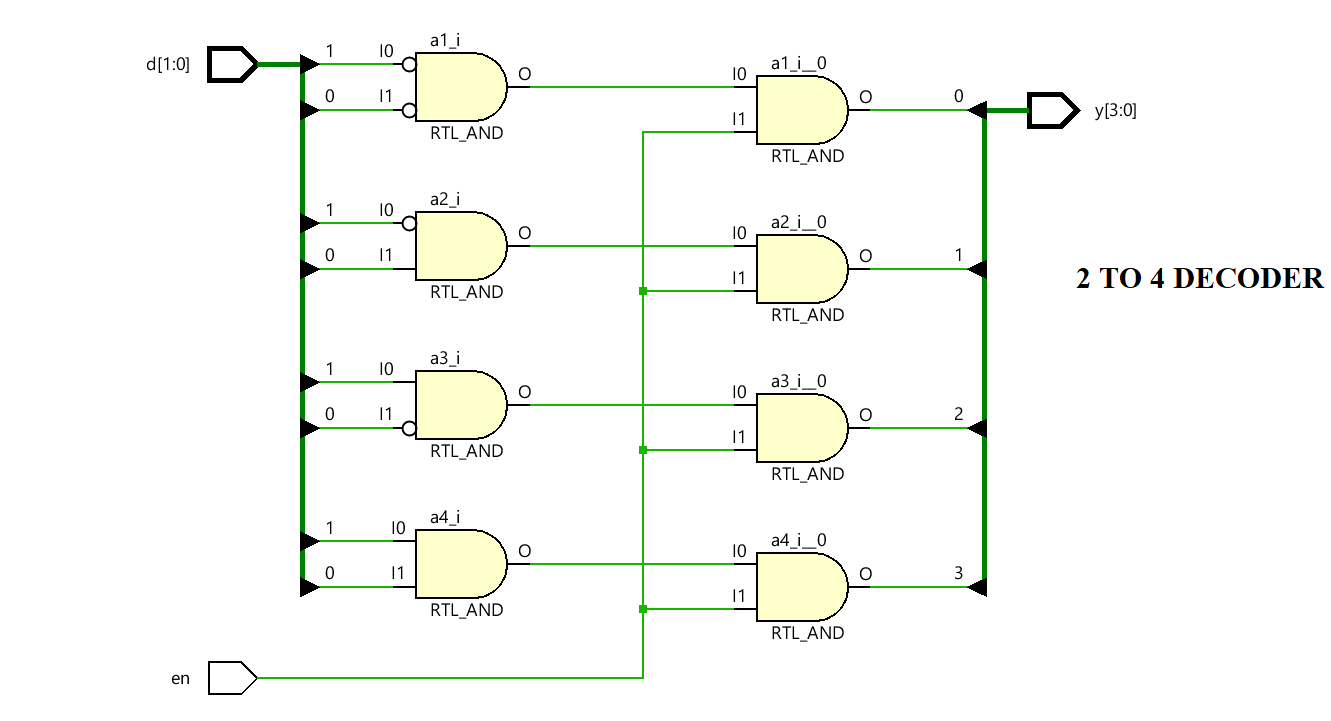 a1_i
d[1:0]
1
I0
O
a1_i__0
I0
0
I1
RTL_AND
O
0
y[3:0]
I1
RTL_AND
a2_i
1
I0
O
a2_i__0
I0
0
I1
RTL_AND
O
1
I1
RTL_AND
2 TO 4 DECODER
a3_i
1
I0
O
a3_i__0
I0
0
I1
RTL_AND
O
2
I1
RTL_AND
a4_i
1
I0
O
a4_i__0
I0
0
I1
RTL_AND
O
3
I1
RTL_AND
en